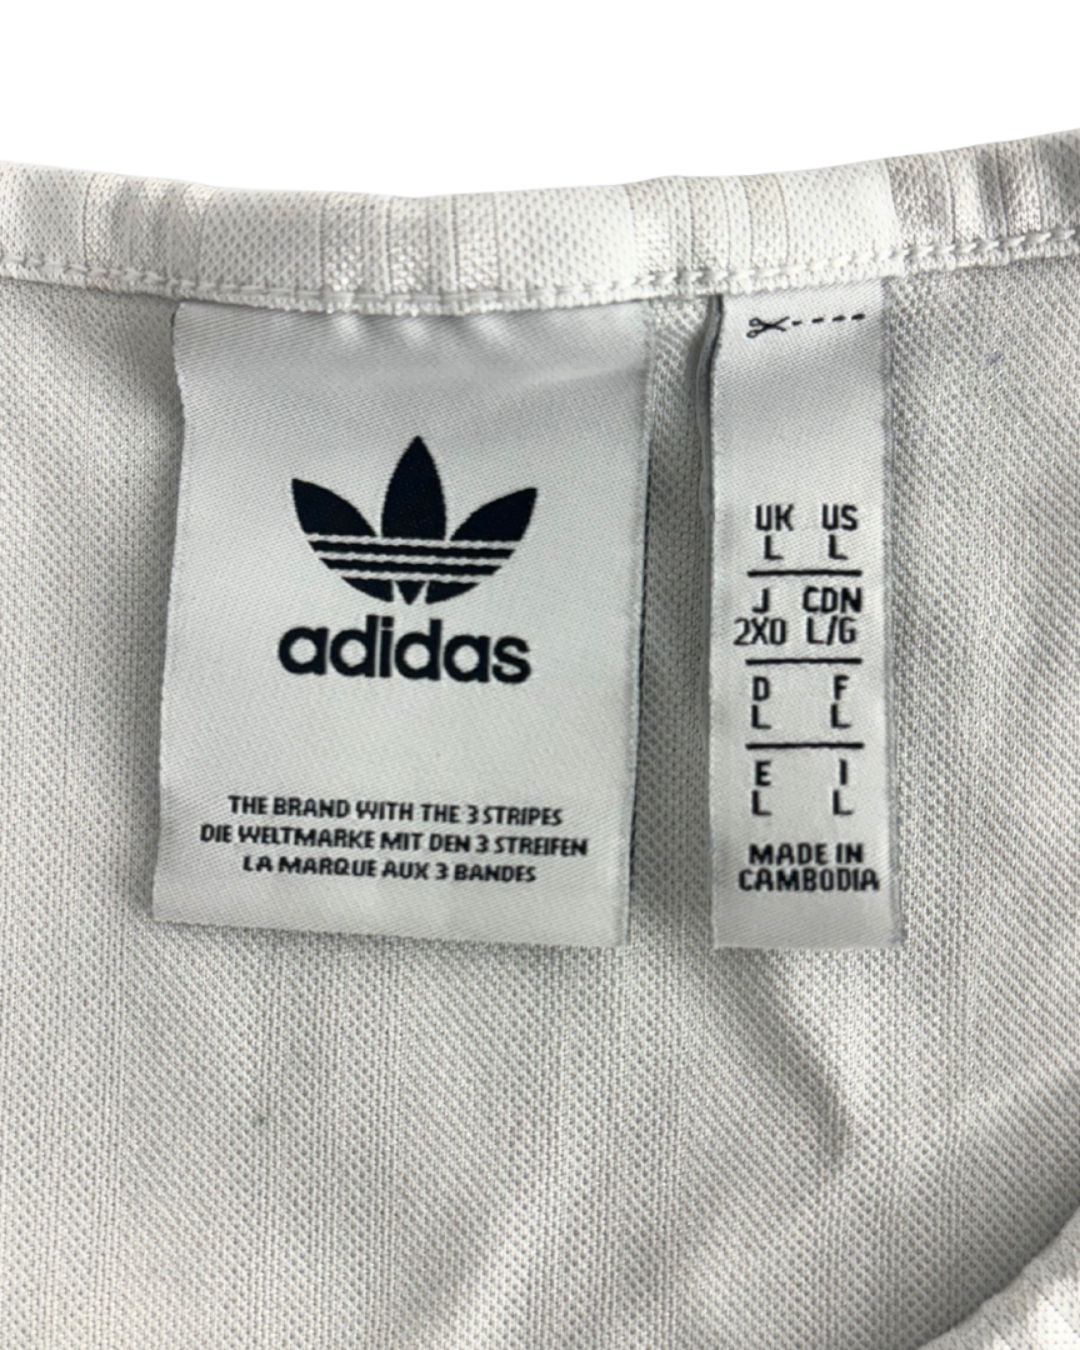 adidas
THE BRAND WITH THE 3 STRIPES
DIE WELTMARKE MIT DEN 3 STREIFEN
LA MARQUE AUX 3 BANDES
UK US
L L
J CDN
2XO L/G
D F
L L
E I
L L
MADE IN
CAMBODIA